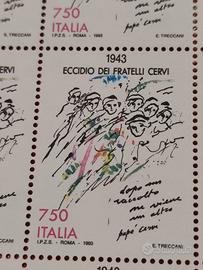 750
ITALIA
I.P.Z.S. - ROMA - 1993
E. TRECCANI
1943
ECCIDIO DEI FRATELLI CERVI
dopo un
raccolto
ne viene
un altro
papà Cervi
750
ITALIA
I.P.Z.S. - ROMA - 1993
E. TRECCANI